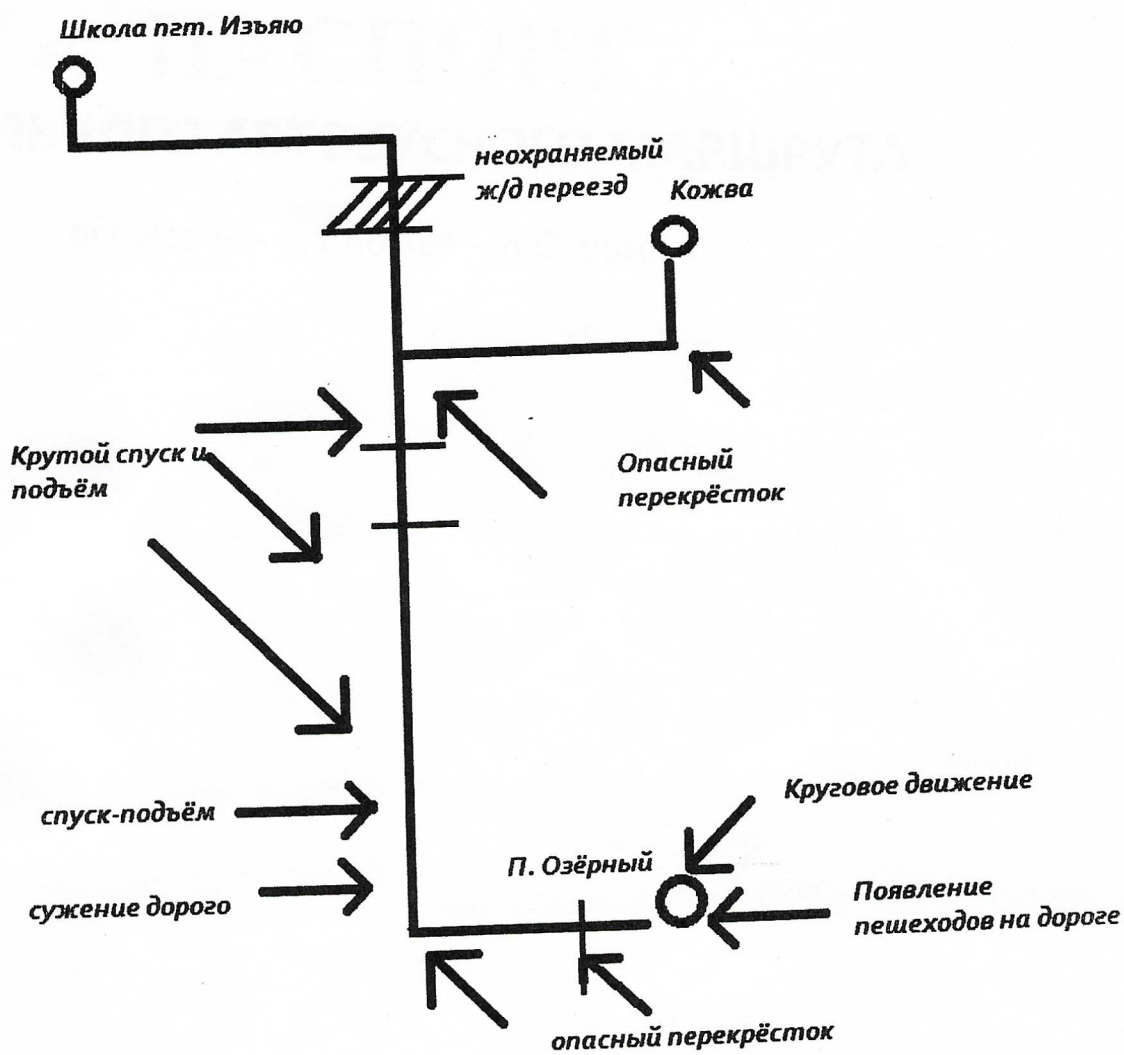 Школа пгт. Изъяю
неохраняемый
ж/д переезд
Кожва
Крутой спуск и
подъём
Опасный
перекрёсток
спуск-подъём
сужение дорого
П. Озёрный
Круговое движение
Появление
пешеходов на дороге
опасный перекрёсток